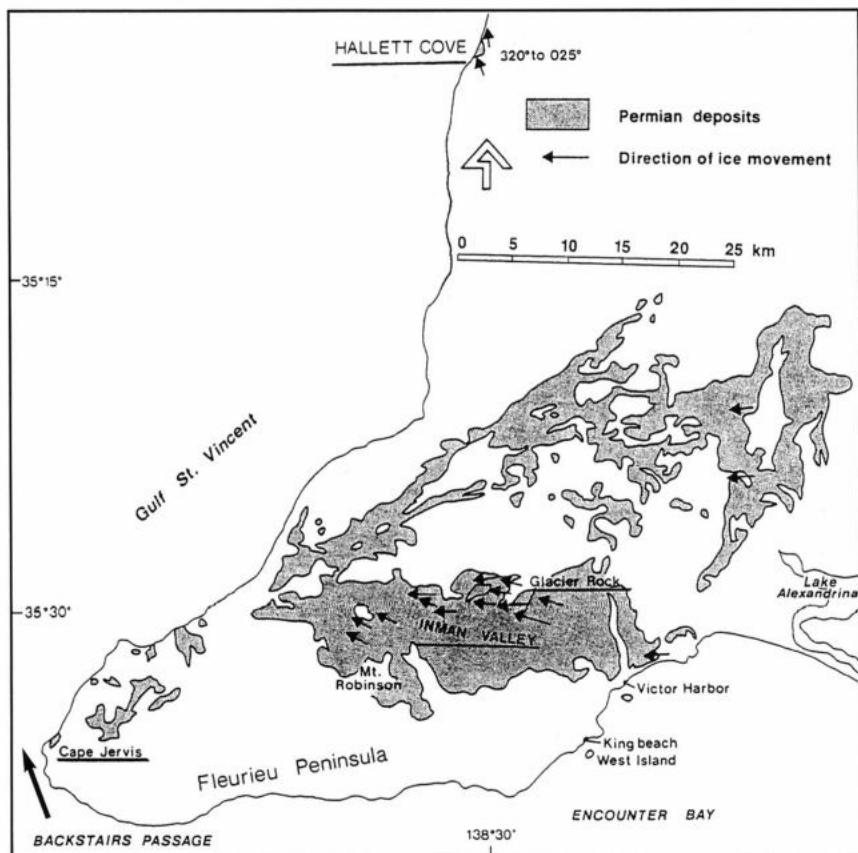 HALLETT COVE
320° to 025°
Permian deposits
Direction of ice movement
0 5 10 15 20 25 km
35°15'
Gulf St. Vincent
Glacier Rock
Lake
Alexandrina
35°30'
INMAN VALLEY
Mt.
Robinson
Victor Harbor
Cape Jervis
King beach
West Island
Fleurieu Peninsula
ENCOUNTER BAY
BACKSTAIRS PASSAGE
138°30'